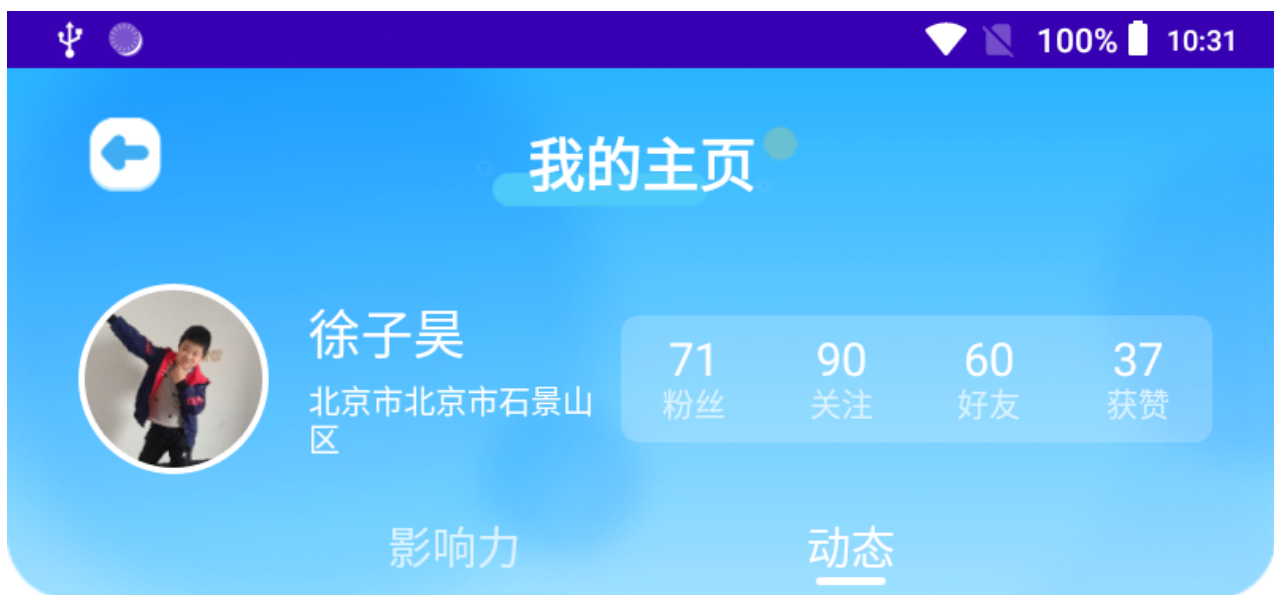 100% 10:31
我的主页
徐子昊
北京市北京市石景山
区
71 90 60 37
粉丝 关注 好友 获赞
影响力 动态